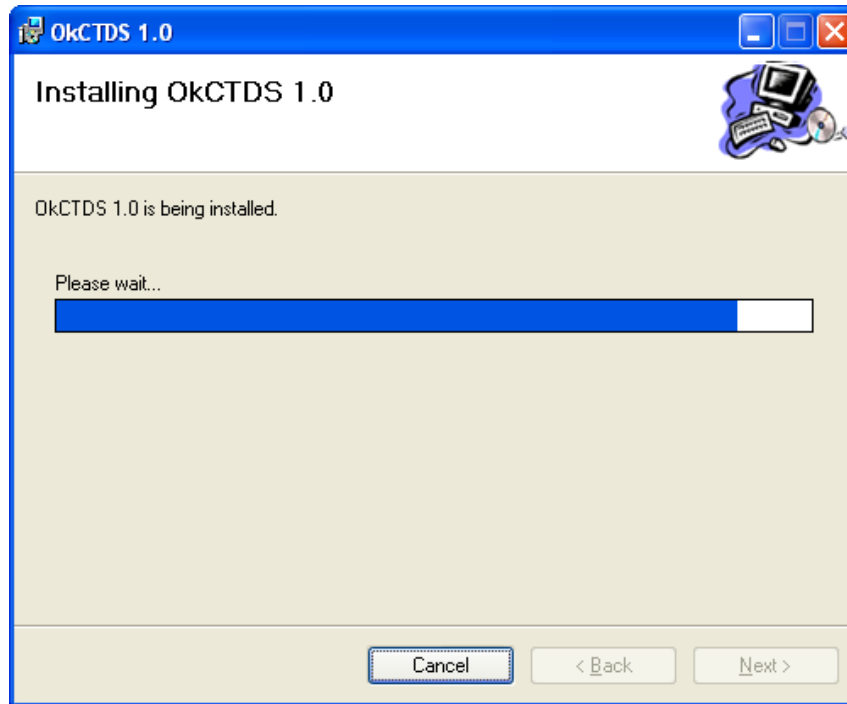 OkCTDS 1.0
Installing OkCTDS 1.0
OkCTDS 1.0 is being installed.
Please wait...
Cancel
< Back
Next >